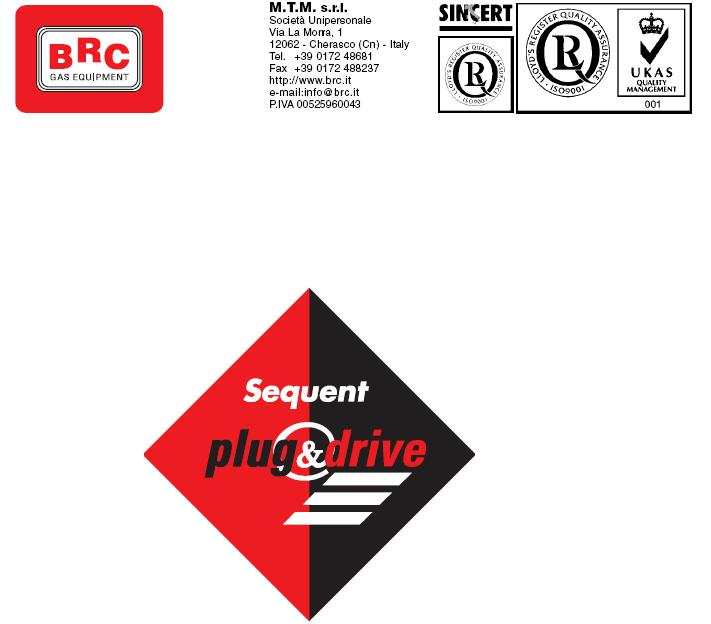 BRC
GAS EQUIPMENT
M.T.M. s.r.l.
Società Unipersonale
Via La Morra, 1
12062 - Cherasco (Cn) - Italy
Tel. +39 0172 48681
Fax +39 0172 488237
http://www.brc.it
e-mail:info@brc.it
P.IVA 00525960043
SINCERT
LLOYD'S REGISTER QUALITY ASSURANCE
LRQ
· ISO9001 ·
LLOYD'S REGISTER QUALITY ASSURANCE
LRQ
· ISO9001 ·
UKAS
QUALITY
MANAGEMENT
001
Sequent
plug&drive